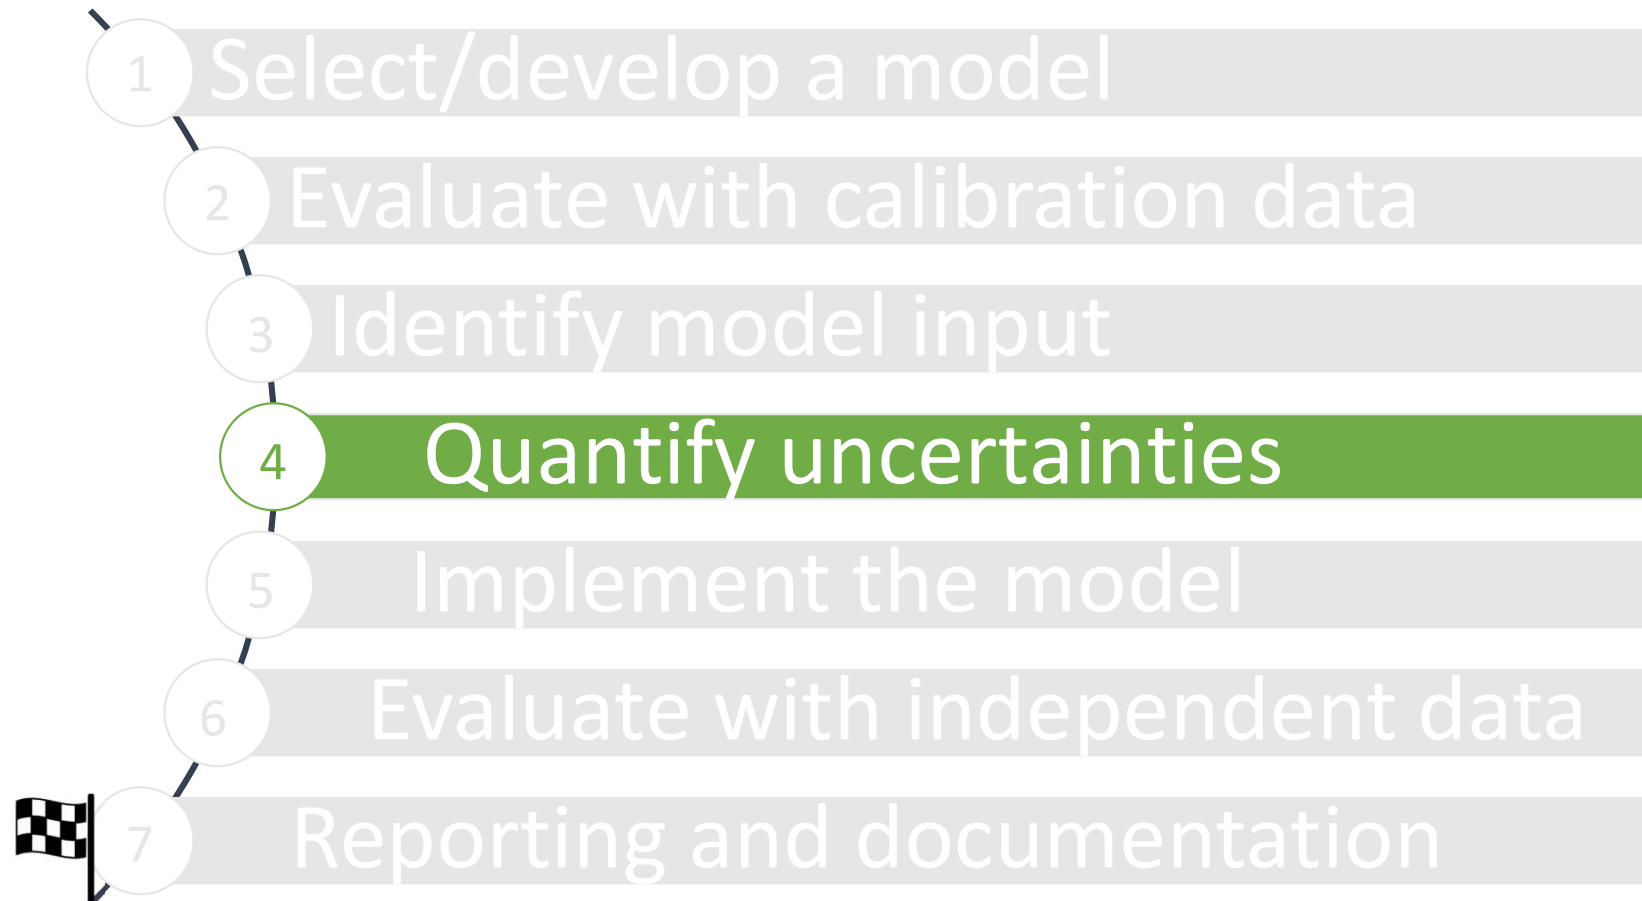 1 Select/develop a model
2 Evaluate with calibration data
3 Identify model input
4 Quantify uncertainties
5 Implement the model
6 Evaluate with independent data
7 Reporting and documentation